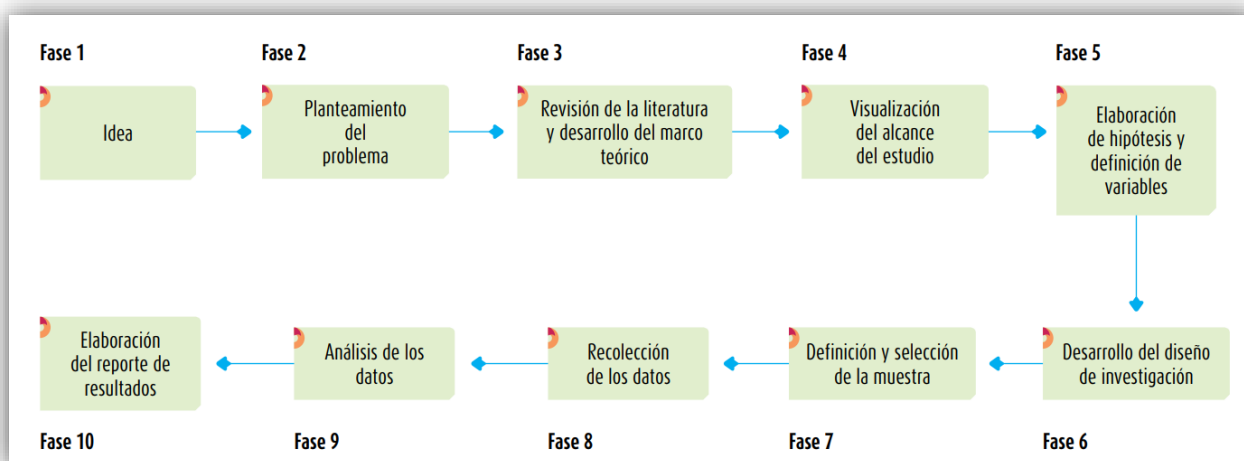 Fase 1
Fase 2
Fase 3
Fase 4
Fase 5
Idea
Planteamiento
del
problema
Revisión de la literatura
y desarrollo del marco
teórico
Visualización
del alcance
del estudio
Elaboración
de hipótesis y
definición de
variables
Elaboración
del reporte de
resultados
Análisis de los
datos
Recolección
de los datos
Definición y selección
de la muestra
Desarrollo del diseño
de investigación
Fase 10
Fase 9
Fase 8
Fase 7
Fase 6